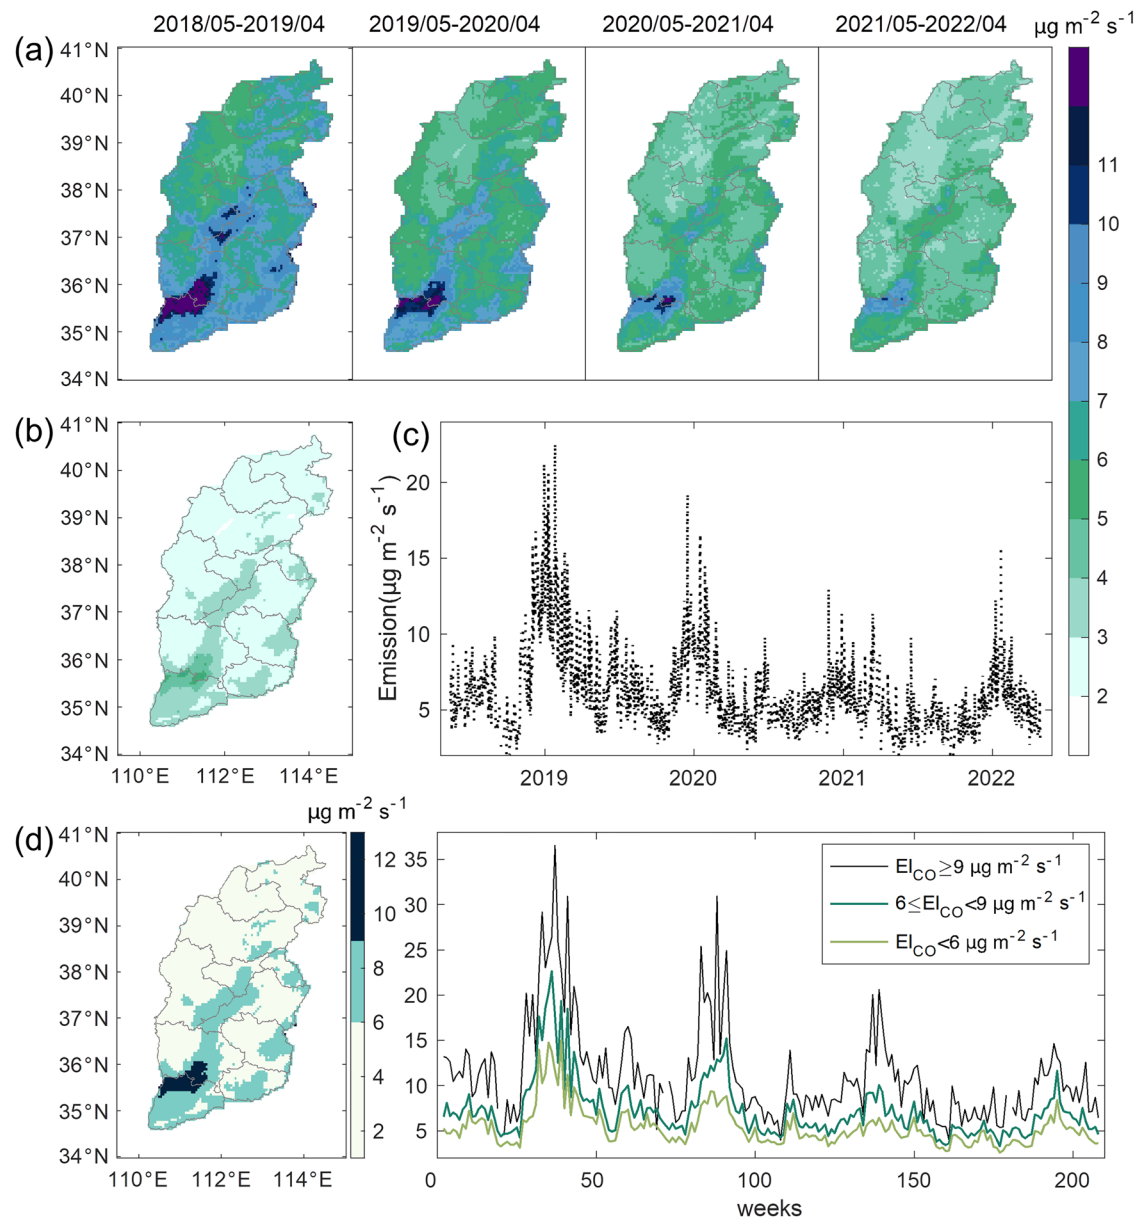 2018/05-2019/04 2019/05-2020/04 2020/05-2021/04 2021/05-2022/04 µg m-2 s-1
(a)
41°N
40°N
39°N
38°N
37°N
36°N
35°N
34°N
11
10
9
8
7
6
5
4
3
2
(b)
41°N
40°N
39°N
38°N
37°N
36°N
35°N
34°N
110°E 112°E 114°E
(c)
Emission(µg m-2 s-1)
20
15
10
5
2019 2020 2021 2022
(d)
µg m-2 s-1
41°N
40°N
39°N
38°N
37°N
36°N
35°N
34°N
110°E 112°E 114°E
12
10
8
6
4
2
35
30
25
20
15
10
5
EICO≥9 µg m-2 s-1
6≤EICO<9 µg m-2 s-1
EICO<6 µg m-2 s-1
0 50 100 150 200
weeks